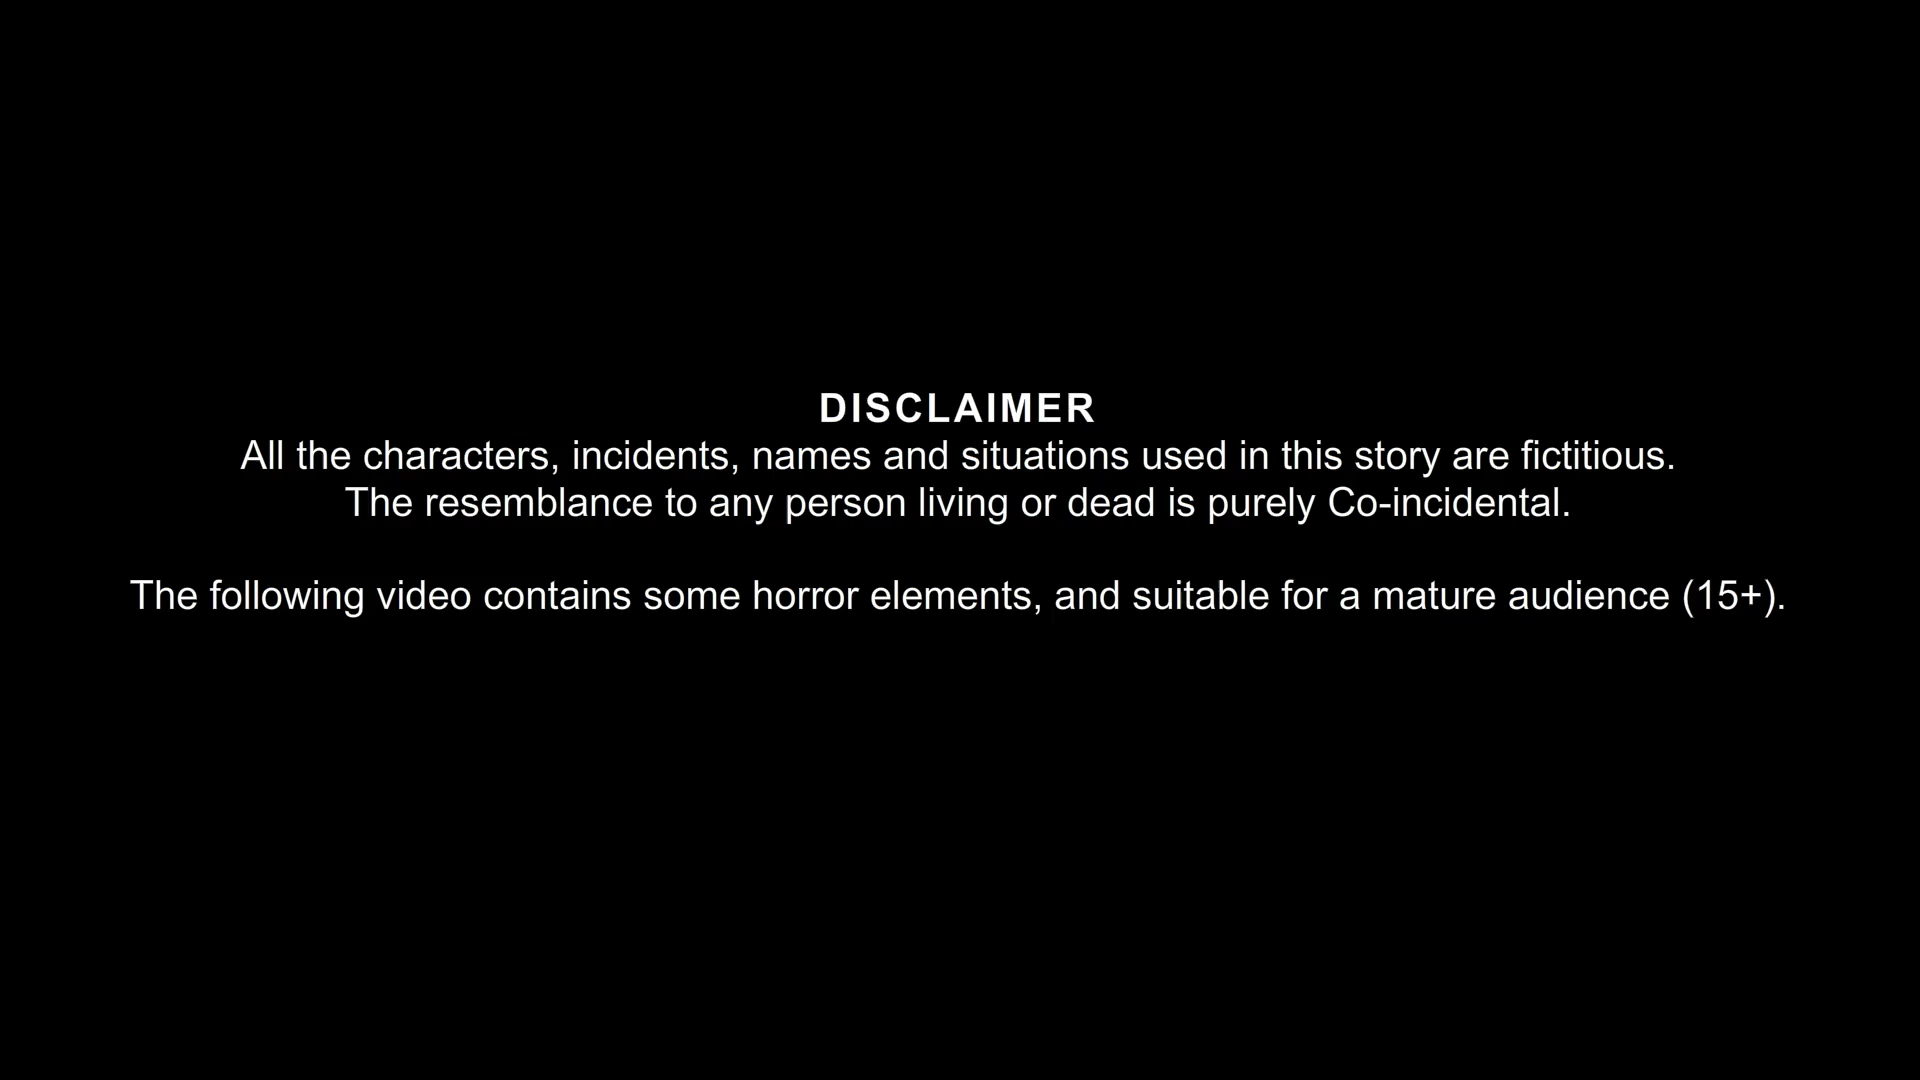 DISCLAIMER
All the characters, incidents, names and situations used in this story are fictitious.
The resemblance to any person living or dead is purely Co-incidental.
The following video contains some horror elements, and suitable for a mature audience (15+).